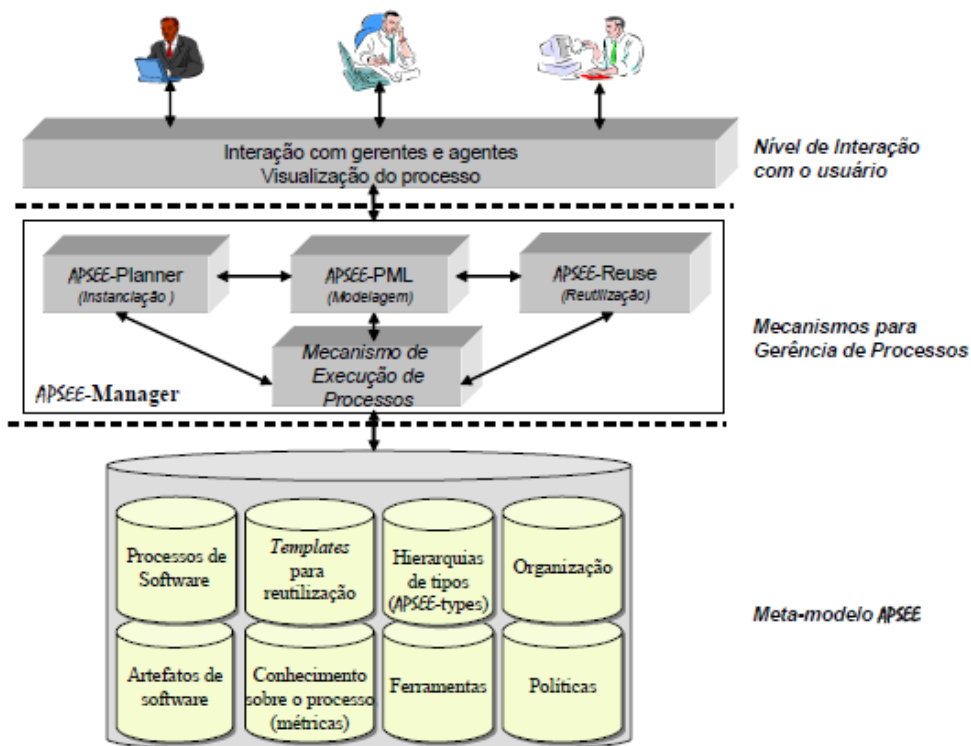 Interação com gerentes e agentes
Visualização do processo
Nível de Interação
com o usuário
APSEE-Planner
(Instanciação )
APSEE-PML
(Modelagem)
APSEE-Reuse
(Reutilização)
Mecanismo de
Execução de
Processos
APSEE-Manager
Mecanismos para
Gerência de Processos
Processos de
Software
Templates
para
reutilização
Hierarquias
de tipos
(APSEE-types)
Organização
Artefatos de
software
Conhecimento
sobre o processo
(métricas)
Ferramentas
Políticas
Meta-modelo APSEE